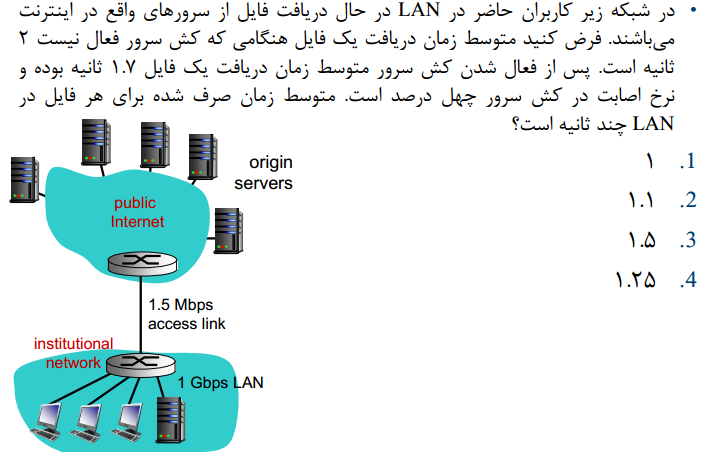 • در شبکه زیر کاربران حاضر در LAN در حال دریافت فایل از سرورهای واقع در اینترنت
می‌باشند. فرض کنید متوسط زمان دریافت یک فایل هنگامی که کش سرور فعال نیست ۲
ثانیه است. پس از فعال شدن کش سرور متوسط زمان دریافت یک فایل ۱.۷ ثانیه بوده و
نرخ اصابت در کش سرور چهل درصد است. متوسط زمان صرف شده برای هر فایل در
LAN چند ثانیه است؟
1. ۱
2. ۱.۱
3. ۱.۵
4. ۱.۲۵
origin
servers
public
Internet
1.5 Mbps
access link
institutional
network
1 Gbps LAN